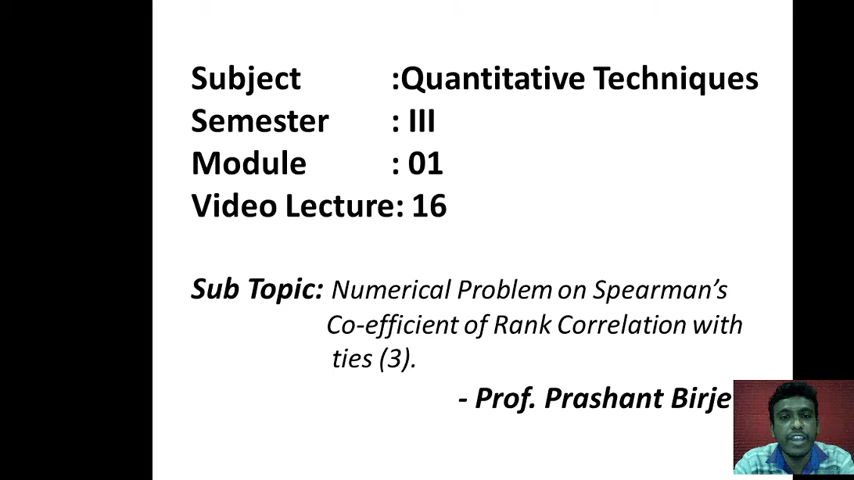 Subject :Quantitative Techniques
Semester : III
Module : 01
Video Lecture: 16
Sub Topic: Numerical Problem on Spearman's
Co-efficient of Rank Correlation with
ties (3).
- Prof. Prashant Birje